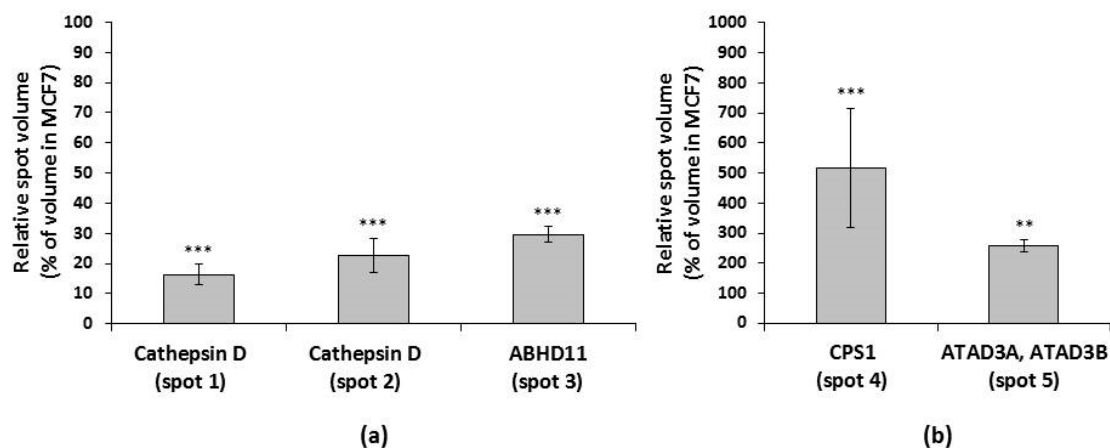 Relative spot volume
(% of volume in MCF7)
100
90
80
70
60
50
40
30
20
10
0
***
***
***
Cathepsin D
(spot 1)
Cathepsin D
(spot 2)
ABHD11
(spot 3)
(a)
Relative spot volume
(% of volume in MCF7)
1000
900
800
700
600
500
400
300
200
100
0
***
**
CPS1
(spot 4)
ATAD3A, ATAD3B
(spot 5)
(b)